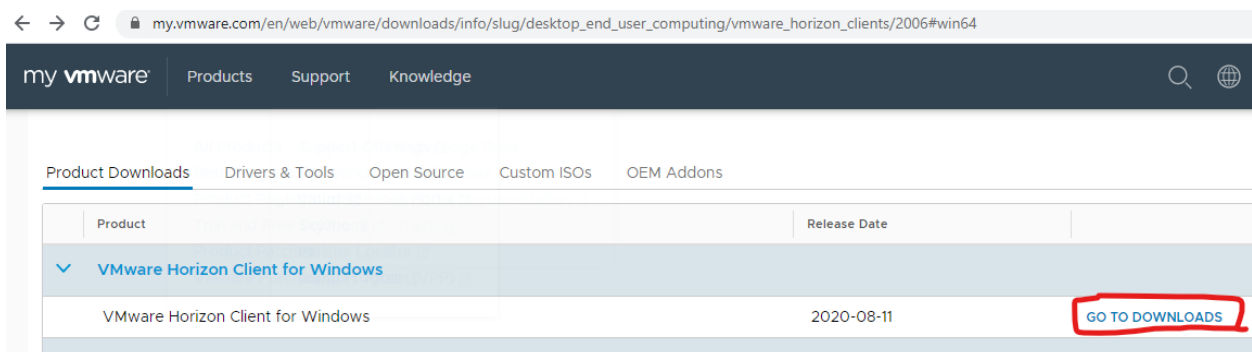 my.vmware.com/en/web/vmware/downloads/info/slug/desktop_end_user_computing/vmware_horizon_clients/2006#win64
my vmware Products Support Knowledge
Product Downloads Drivers & Tools Open Source Custom ISOs OEM Addons
Product Release Date
VMware Horizon Client for Windows
VMware Horizon Client for Windows 2020-08-11 GO TO DOWNLOADS